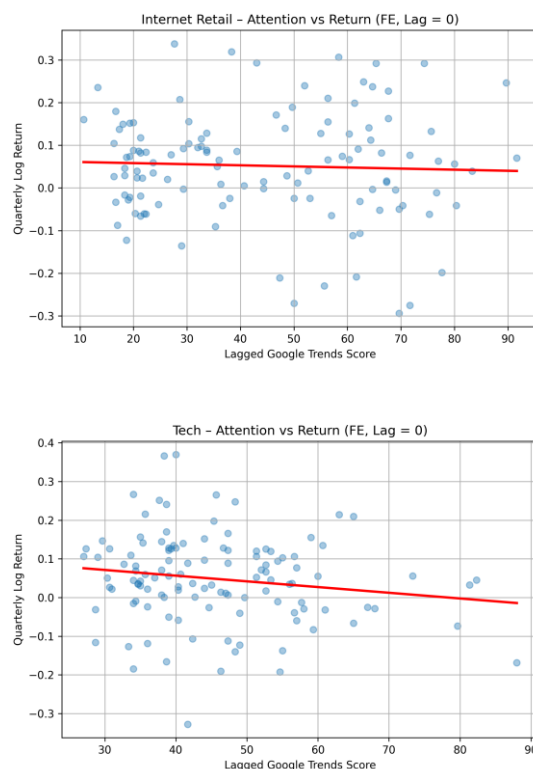 Internet Retail – Attention vs Return (FE, Lag = 0)
0.3
0.2
0.1
0.0
−0.1
−0.2
−0.3
Quarterly Log Return
10 20 30 40 50 60 70 80 90
Lagged Google Trends Score
Tech – Attention vs Return (FE, Lag = 0)
0.4
0.3
0.2
0.1
0.0
−0.1
−0.2
−0.3
Quarterly Log Return
30 40 50 60 70 80
Lagged Google Trends Score